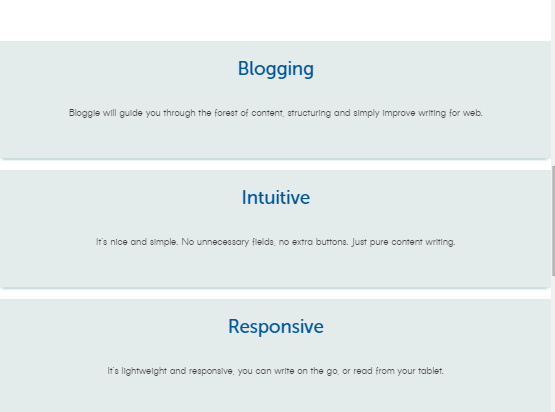 Blogging
Bloggie will guide you through the forest of content, structuring and simply improve writing for web.
Intuitive
It's nice and simple. No unnecessary fields, no extra buttons. Just pure content writing.
Responsive
It's lightweight and responsive, you can write on the go, or read from your tablet.